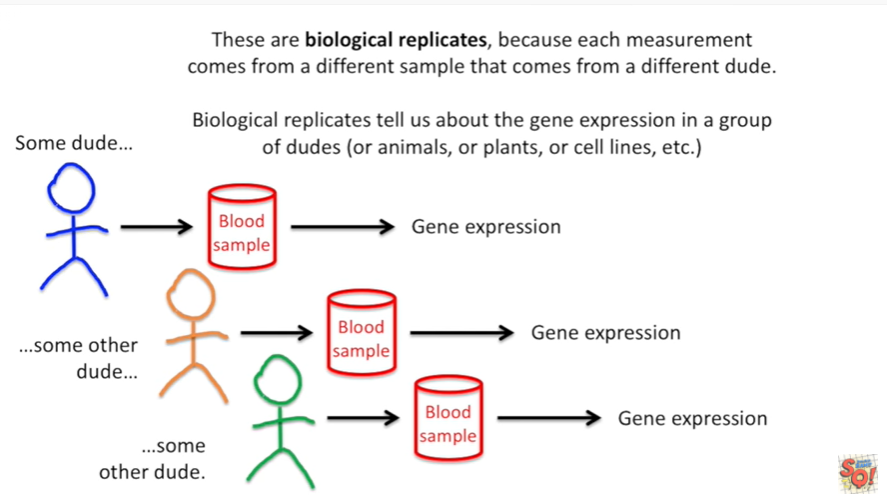 These are biological replicates, because each measurement
comes from a different sample that comes from a different dude.
Biological replicates tell us about the gene expression in a group
of dudes (or animals, or plants, or cell lines, etc.)
Some dude...
Blood
sample
Gene expression
...some other
dude...
Blood
sample
Gene expression
...some
other dude.
Blood
sample
Gene expression